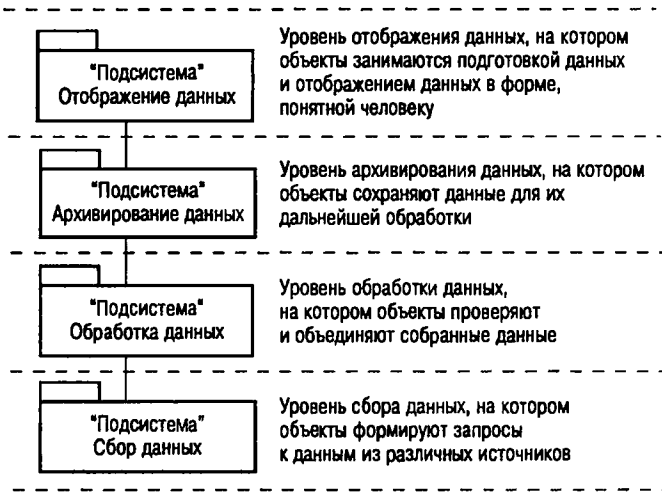 "Подсистема"
Отображение данных
Уровень отображения данных, на котором
объекты занимаются подготовкой данных
и отображением данных в форме,
понятной человеку
"Подсистема"
Архивирование данных
Уровень архивирования данных, на котором
объекты сохраняют данные для их
дальнейшей обработки
"Подсистема"
Обработка данных
Уровень обработки данных,
на котором объекты проверяют
и объединяют собранные данные
"Подсистема"
Сбор данных
Уровень сбора данных, на котором
объекты формируют запросы
к данным из различных источников